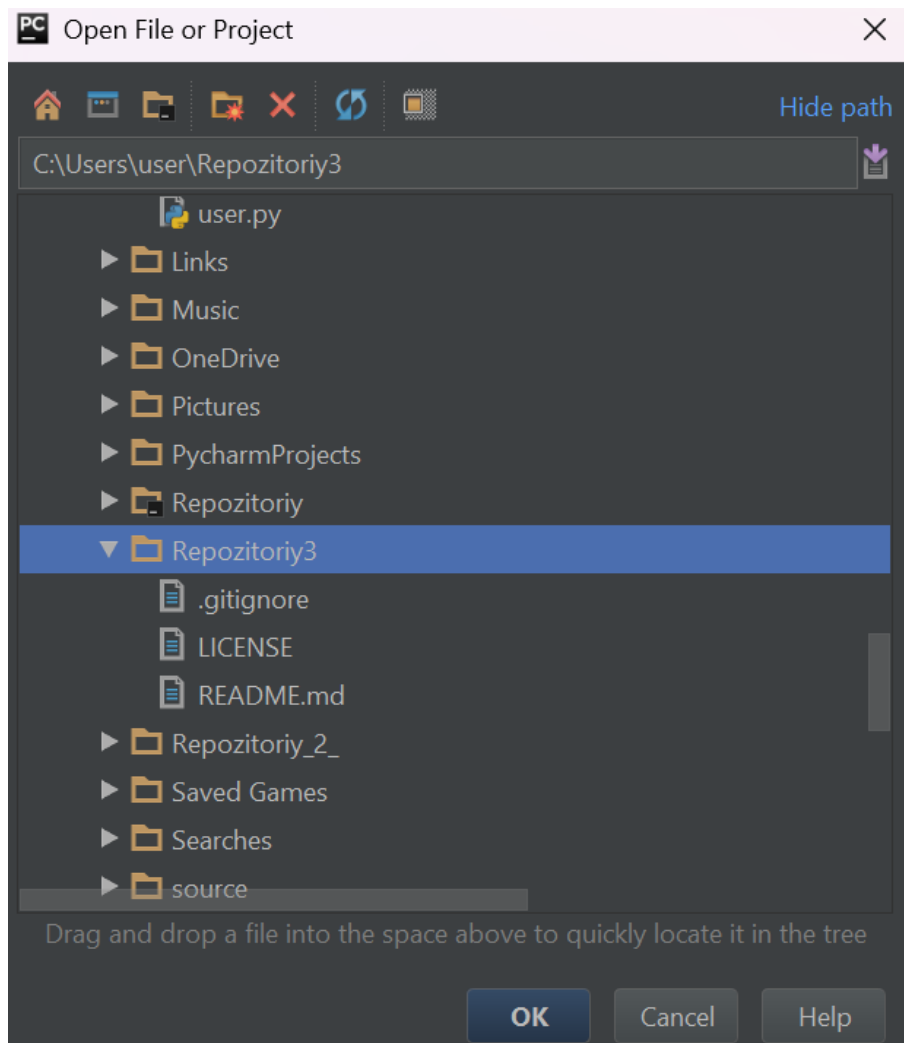 PC Open File or Project
Hide path
C:\Users\user\Repozitoriy3
user.py
Links
Music
OneDrive
Pictures
PycharmProjects
Repozitoriy
Repozitoriy3
.gitignore
LICENSE
README.md
Repozitoriy_2_
Saved Games
Searches
source
Drag and drop a file into the space above to quickly locate it in the tree
OK Cancel Help